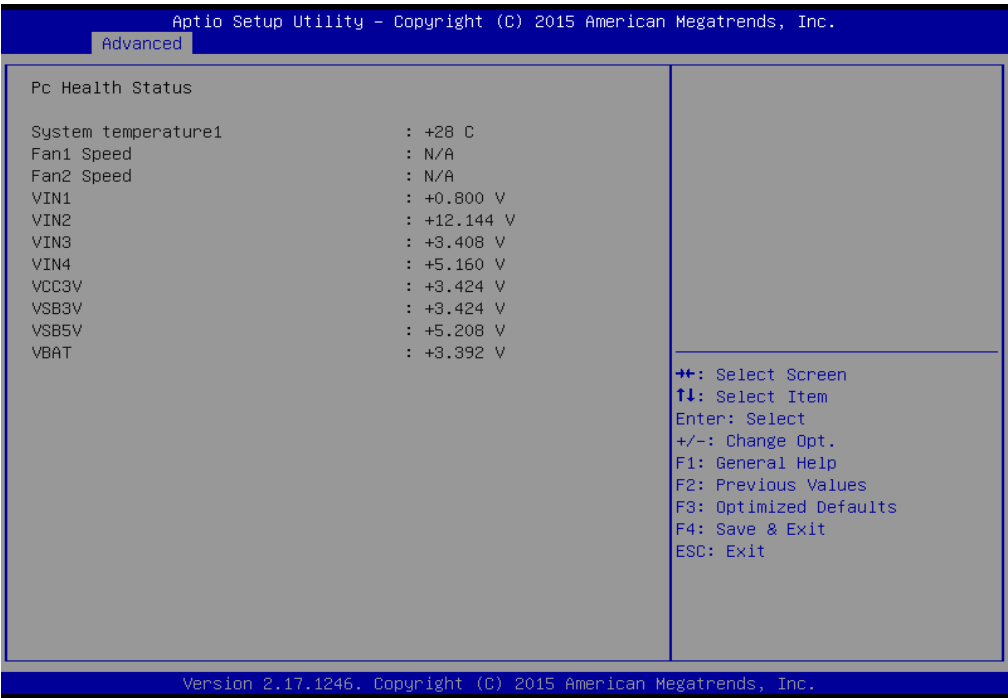 Aptio Setup Utility – Copyright (C) 2015 American Megatrends, Inc.
Advanced
Pc Health Status
System temperature1 : +28 C
Fan1 Speed : N/A
Fan2 Speed : N/A
VIN1 : +0.800 V
VIN2 : +12.144 V
VIN3 : +3.408 V
VIN4 : +5.160 V
VCC3V : +3.424 V
VSB3V : +3.424 V
VSB5V : +5.208 V
VBAT : +3.392 V
→←: Select Screen
↑↓: Select Item
Enter: Select
+/-: Change Opt.
F1: General Help
F2: Previous Values
F3: Optimized Defaults
F4: Save & Exit
ESC: Exit
Version 2.17.1246. Copyright (C) 2015 American Megatrends, Inc.